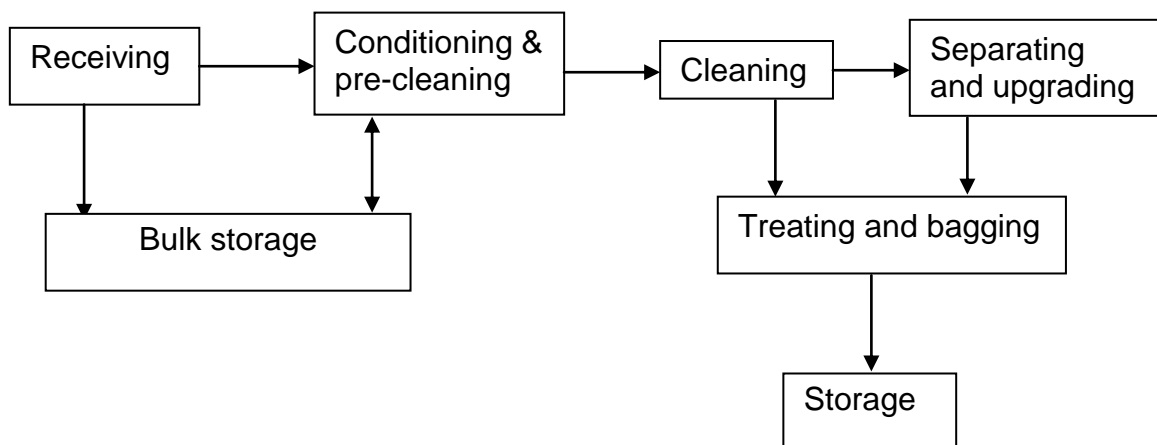 Receiving
Conditioning &
pre-cleaning
Cleaning
Separating
and upgrading
Bulk storage
Treating and bagging
Storage